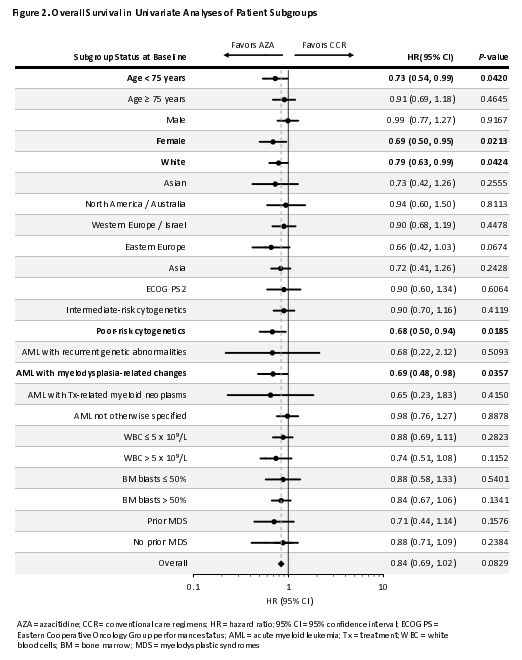 Figure 2. Overall Survival in Univariate Analyses of Patient Subgroups
Favors AZA Favors CCR
Subgroup Status at Baseline HR (95% CI) P-value
Age < 75 years 0.73 (0.54, 0.99) 0.0420
Age ≥ 75 years 0.91 (0.69, 1.18) 0.4645
Male 0.99 (0.77, 1.27) 0.9167
Female 0.69 (0.50, 0.95) 0.0213
White 0.79 (0.63, 0.99) 0.0424
Asian 0.73 (0.42, 1.26) 0.2555
North America / Australia 0.94 (0.60, 1.50) 0.8113
Western Europe / Israel 0.90 (0.68, 1.19) 0.4478
Eastern Europe 0.66 (0.42, 1.03) 0.0674
Asia 0.72 (0.41, 1.26) 0.2428
ECOG PS 2 0.90 (0.60, 1.34) 0.6064
Intermediate-risk cytogenetics 0.90 (0.70, 1.16) 0.4119
Poor-risk cytogenetics 0.68 (0.50, 0.94) 0.0185
AML with recurrent genetic abnormalities 0.68 (0.22, 2.12) 0.5093
AML with myelodysplasia-related changes 0.69 (0.48, 0.98) 0.0357
AML with Tx-related myeloid neoplasms 0.65 (0.23, 1.83) 0.4150
AML not otherwise specified 0.98 (0.76, 1.27) 0.8878
WBC ≤ 5 x 10⁹/L 0.88 (0.69, 1.11) 0.2823
WBC > 5 x 10⁹/L 0.74 (0.51, 1.08) 0.1152
BM blasts ≤ 50% 0.88 (0.58, 1.33) 0.5401
BM blasts > 50% 0.84 (0.67, 1.06) 0.1341
Prior MDS 0.71 (0.44, 1.14) 0.1576
No prior MDS 0.88 (0.71, 1.09) 0.2384
Overall 0.84 (0.69, 1.02) 0.0829
0.1 1 10
HR (95% CI)
AZA = azacitidine; CCR = conventional care regimens; HR = hazard ratio; 95% CI = 95% confidence interval; ECOG PS =
Eastern Cooperative Oncology Group performance status; AML = acute myeloid leukemia; Tx = treatment; WBC = white
blood cells; BM = bone marrow; MDS = myelodysplastic syndromes